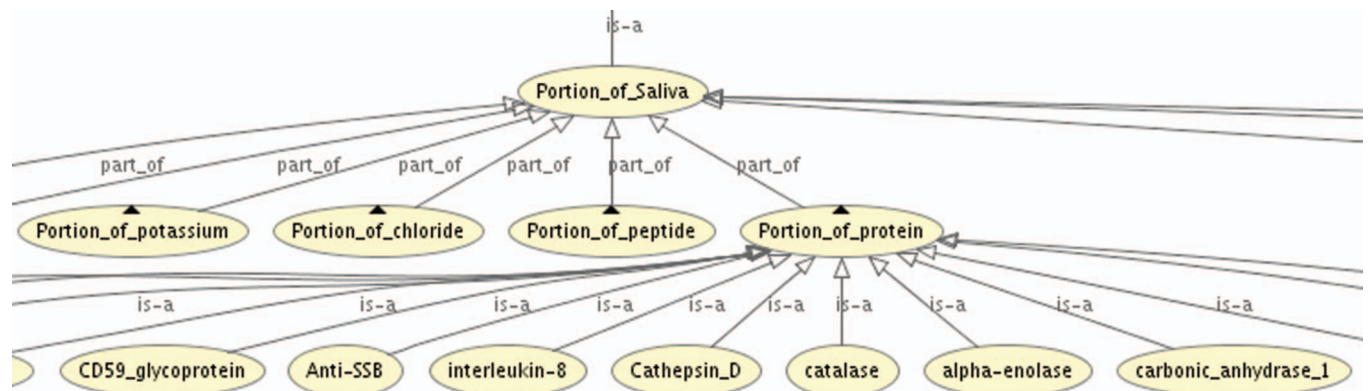 is-a
Portion_of_Saliva
part_of part_of part_of part_of part_of part_of
Portion_of_potassium Portion_of_chloride Portion_of_peptide Portion_of_protein
is-a is-a is-a is-a is-a is-a is-a is-a is-a is-a
CD59_glycoprotein Anti-SSB interleukin-8 Cathepsin_D catalase alpha-enolase carbonic_anhydrase_1